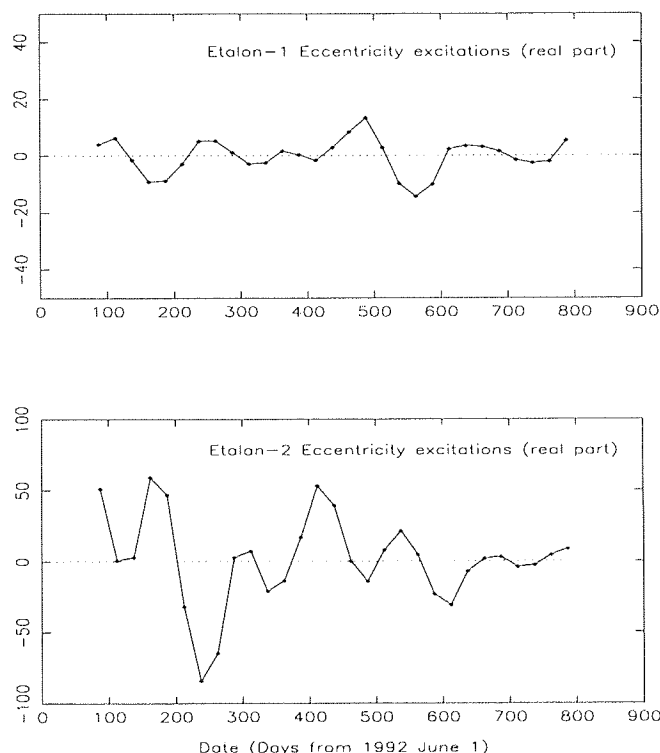 Etalon-1 Eccentricity excitations (real part)
40
20
0
-20
-40
0 100 200 300 400 500 600 700 800 900
Etalon-2 Eccentricity excitations (real part)
100
50
0
-50
-100
0 100 200 300 400 500 600 700 800 900
Date (Days from 1992 June 1)